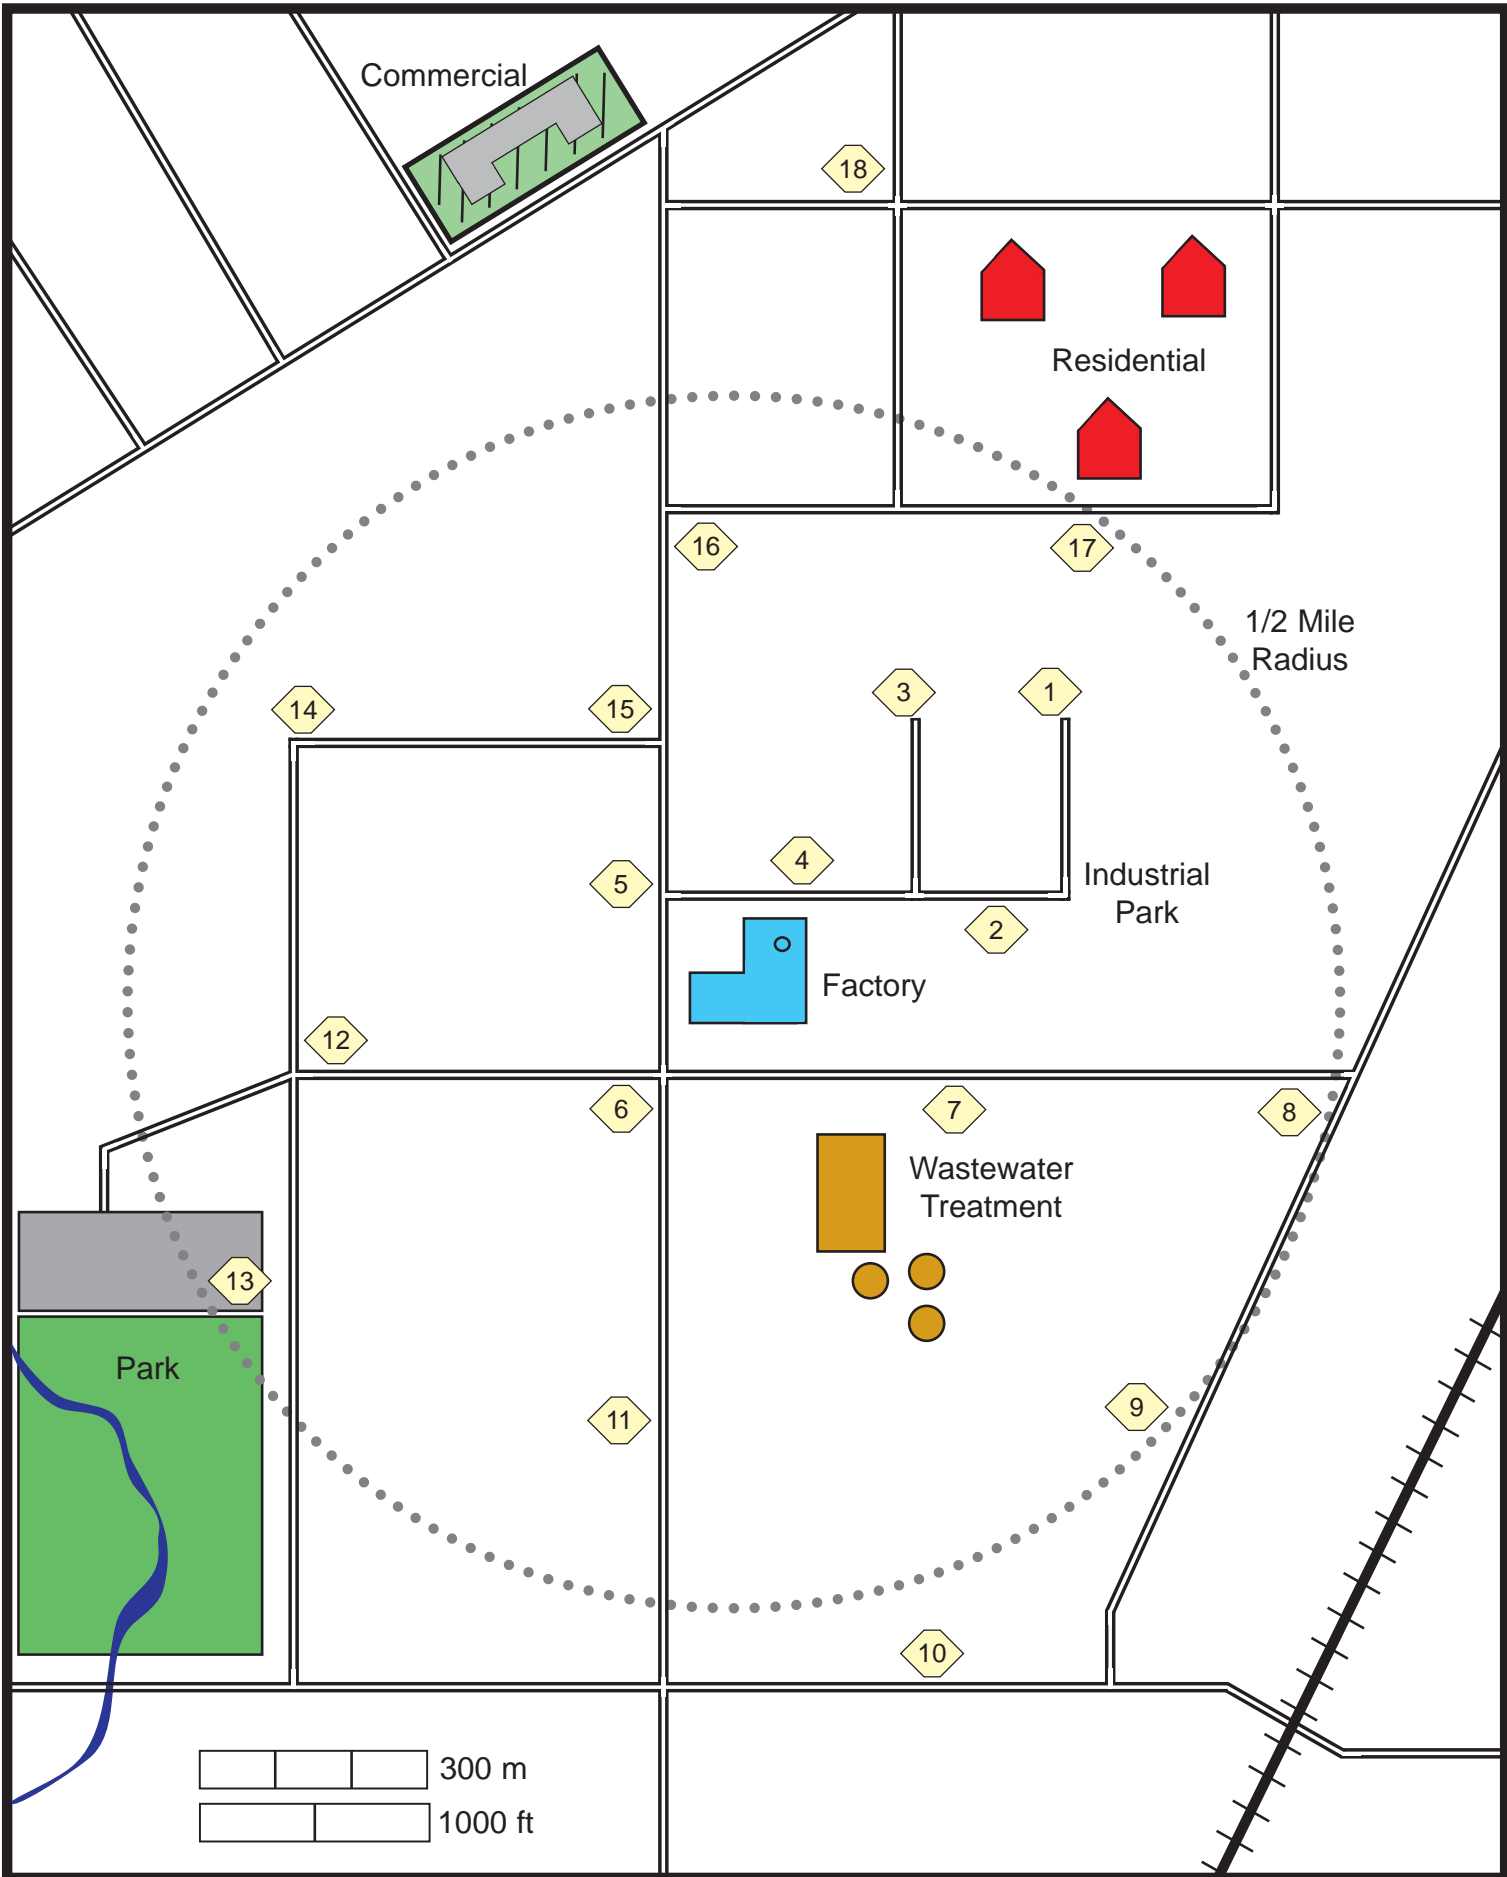 Commercial
18
Residential
16
17
1/2 Mile
Radius
14
15
3
1
4
5
Industrial
Park
2
Factory
12
6
7
8
Wastewater
Treatment
13
Park
11
9
10
300 m
1000 ft